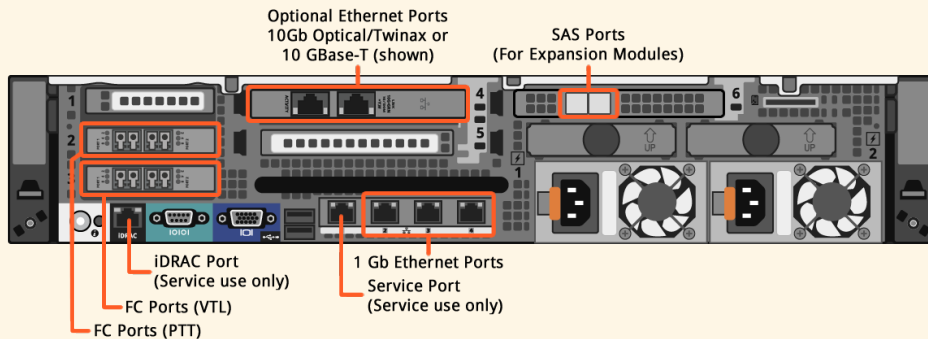 Optional Ethernet Ports
10Gb Optical/Twinax or
10 GBase-T (shown)
SAS Ports
(For Expansion Modules)
1
4
6
2
5
UP
UP
1
2
iDRAC
IOIOI
2
3
4
iDRAC Port
(Service use only)
1 Gb Ethernet Ports
Service Port
(Service use only)
FC Ports (VTL)
FC Ports (PTT)